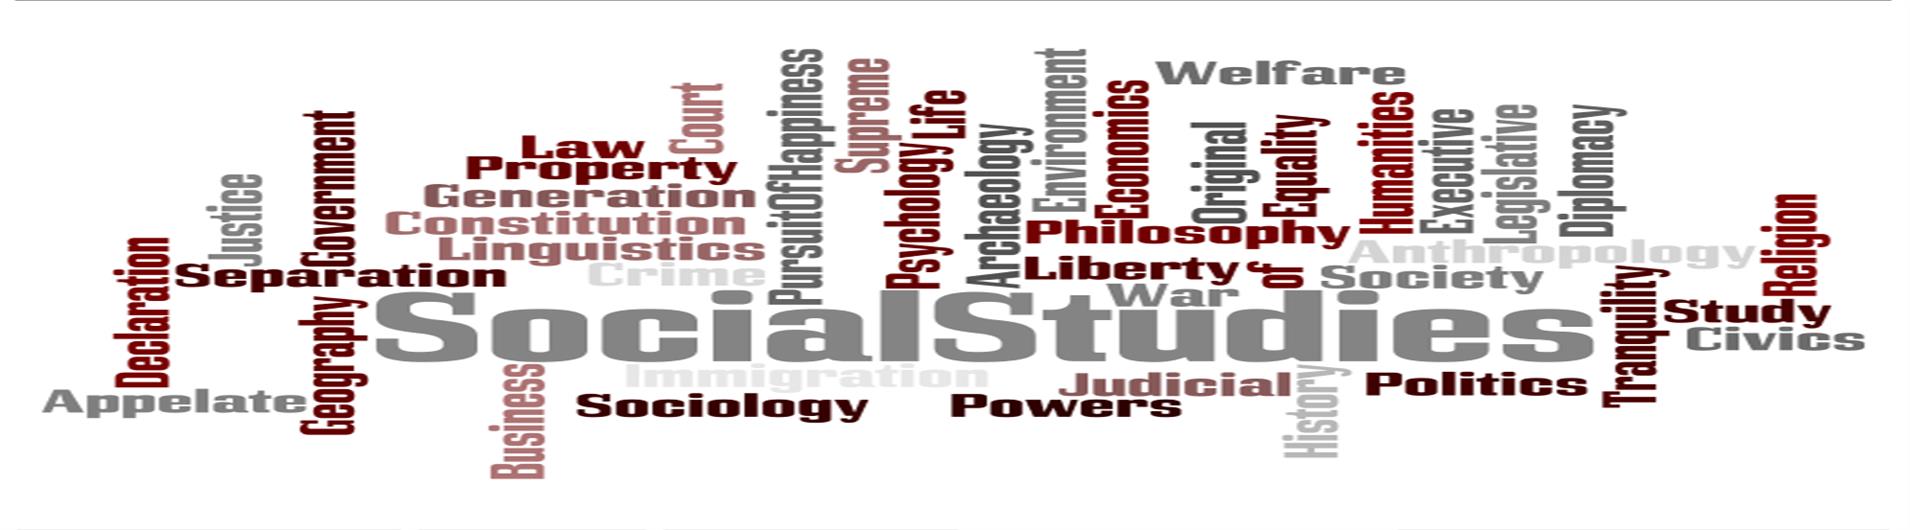 Welfare
Court
PursuitOfHappiness
Supreme
Life
Environment
Economics
Government
Law
Property
Psychology
Archaeology
Original
Equality
Humanities
Executive
Legislative
Diplomacy
Justice
Generation
Constitution
Linguistics
Philosophy
Anthropology
Religion
Declaration
Separation
Crime
Liberty
of
Society
War
Geography
SocialStudies
Tranquility
Study
Civics
Appelate
Business
Immigration
Sociology
Powers
Judicial
History
Politics